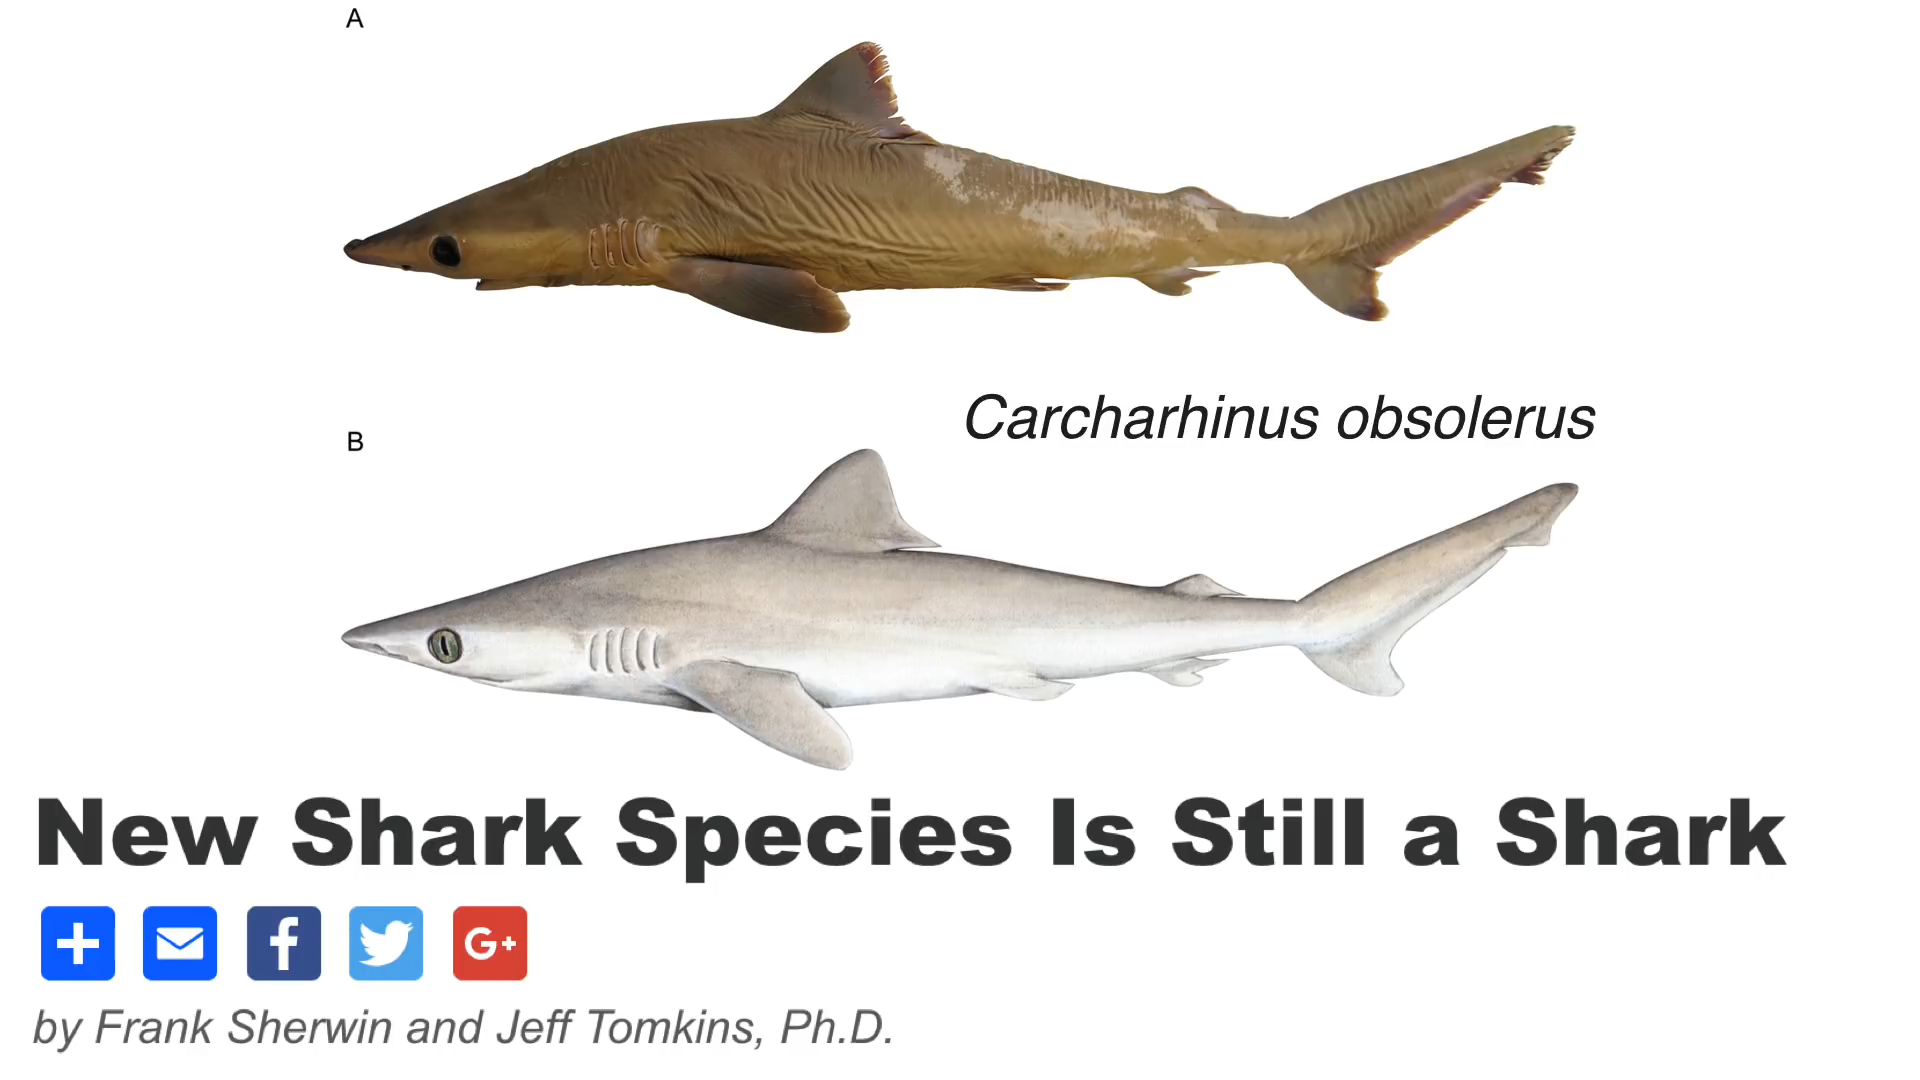 A
Carcharhinus obsolerus
B
New Shark Species Is Still a Shark
f
G+
by Frank Sherwin and Jeff Tomkins, Ph.D.